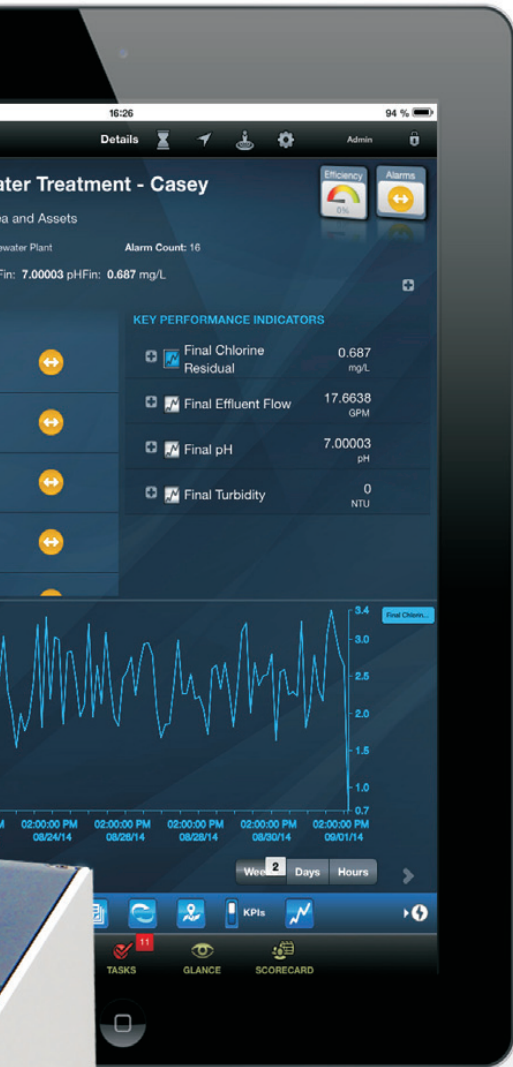 16:26
94 %
Details
Admin
ater Treatment - Casey
Efficiency
0%
Alarms
ea and Assets
ewater Plant
Alarm Count: 16
Fin: 7.00003 pHFin: 0.687 mg/L
KEY PERFORMANCE INDICATORS
Final Chlorine
Residual
0.687
mg/L
Final Effluent Flow
17.6638
GPM
Final pH
7.00003
pH
Final Turbidity
0
NTU
3.4
Final Chlorin...
3.0
2.5
2.0
1.5
1.0
0.7
M
02:00:00 PM
08/24/14
02:00:00 PM
08/26/14
02:00:00 PM
08/28/14
02:00:00 PM
08/30/14
02:00:00 PM
09/01/14
Wee
2
Days
Hours
KPIs
11
TASKS
GLANCE
SCORECARD